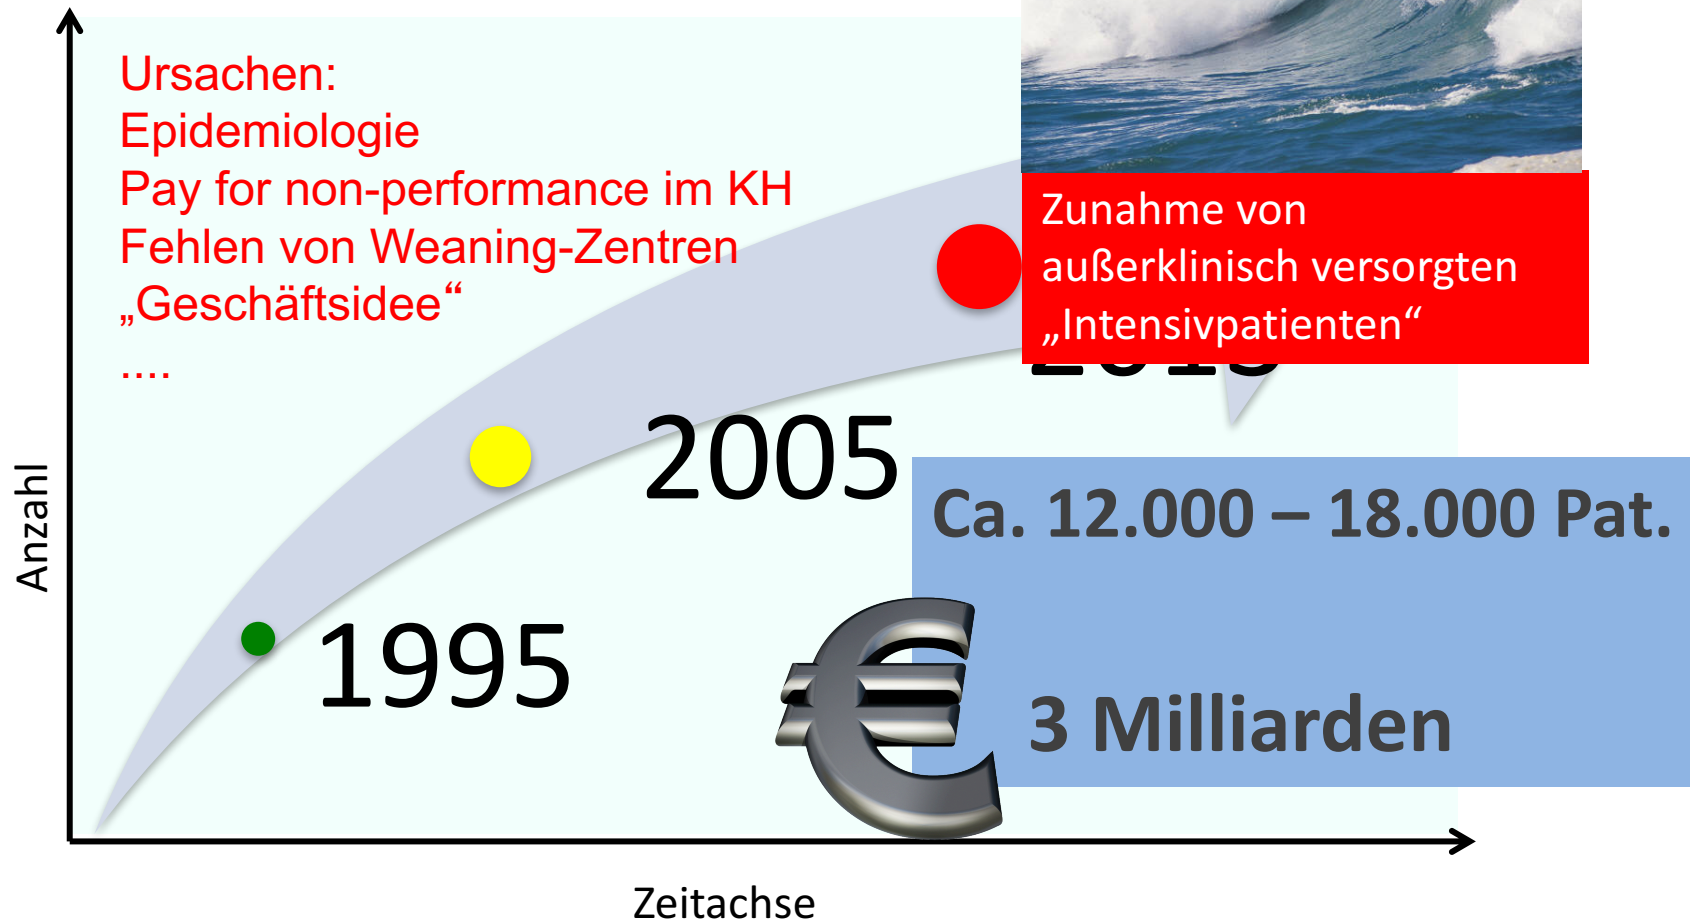 Ursachen:
Epidemiologie
Pay for non-performance im KH
Fehlen von Weaning-Zentren
„Geschäftsidee“
....
Zunahme von
außerklinisch versorgten
„Intensivpatienten“
2005
1995
Ca. 12.000 – 18.000 Pat.
€
3 Milliarden
Anzahl
Zeitachse